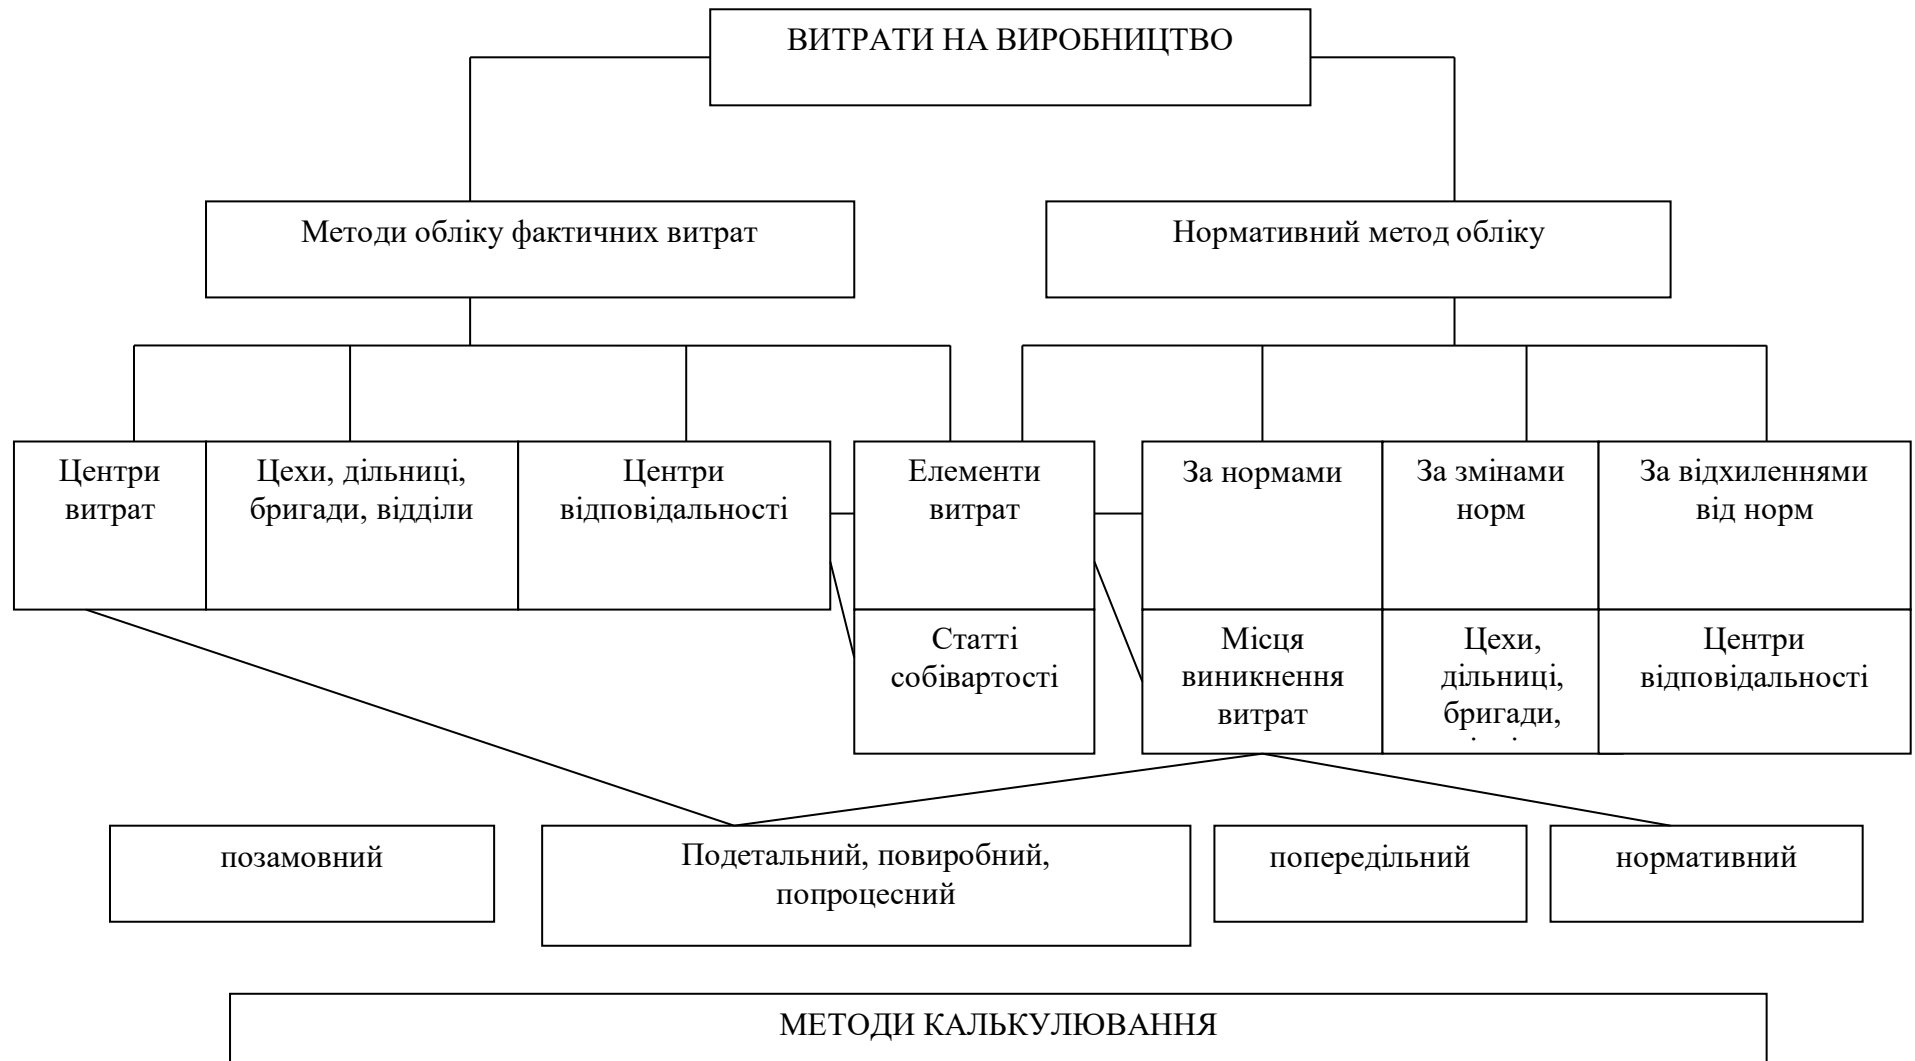 ВИТРАТИ НА ВИРОБНИЦТВО
Методи обліку фактичних витрат
Нормативний метод обліку
Центри
витрат
Цехи, дільниці,
бригади, відділи
Центри
відповідальності
Елементи
витрат
За нормами
За змінами
норм
За відхиленнями
від норм
Статті
собівартості
Місця
виникнення
витрат
Цехи,
дільниці,
бригади,
Центри
відповідальності
позамовний
Подетальний, повиробний,
попроцесний
попередільний
нормативний
МЕТОДИ КАЛЬКУЛЮВАННЯ